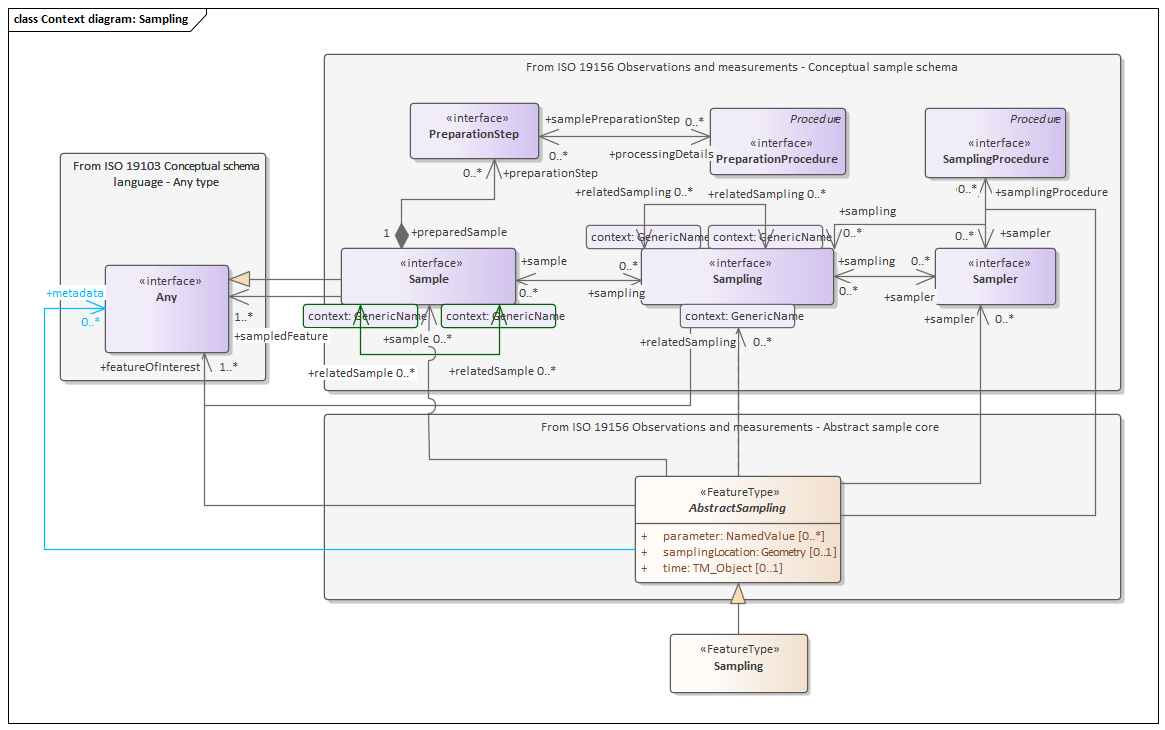 class Context diagram: Sampling
From ISO 19156 Observations and measurements - Conceptual sample schema
«interface»
PreparationStep
+samplePreparationStep 0..*
0..*
+processingDetails
Procedure
«interface»
PreparationProcedure
Procedure
«interface»
SamplingProcedure
From ISO 19103 Conceptual schema
language - Any type
0..*
+preparationStep
+relatedSampling 0..*
+relatedSampling 0..*
0..*
+samplingProcedure
+sampling
0..*
1
+preparedSample
context: GenericName
context: GenericName
0..*
+sampler
«interface»
Any
«interface»
Sample
+sample
0..*
0..*
+sampling
«interface»
Sampling
+sampling
0..*
0..*
+sampler
«interface»
Sampler
+metadata
0..*
1..*
+sampledFeature
context: GenericName
context: GenericName
context: GenericName
+sampler
0..*
+sample 0..*
+relatedSampling
0..*
+featureOfInterest
1..*
+relatedSample 0..*
+relatedSample 0..*
From ISO 19156 Observations and measurements - Abstract sample core
«FeatureType»
AbstractSampling
+ parameter: NamedValue [0..*]
+ samplingLocation: Geometry [0..1]
+ time: TM_Object [0..1]
«FeatureType»
Sampling